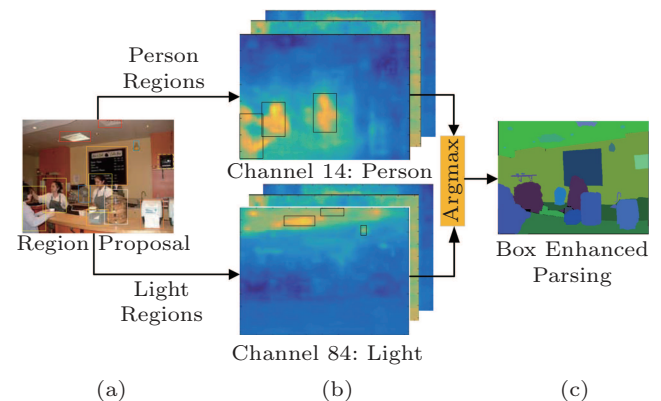 Person
Regions
Channel 14: Person
Region Proposal
Argmax
Box Enhanced
Parsing
Light
Regions
Channel 84: Light
(a)
(b)
(c)